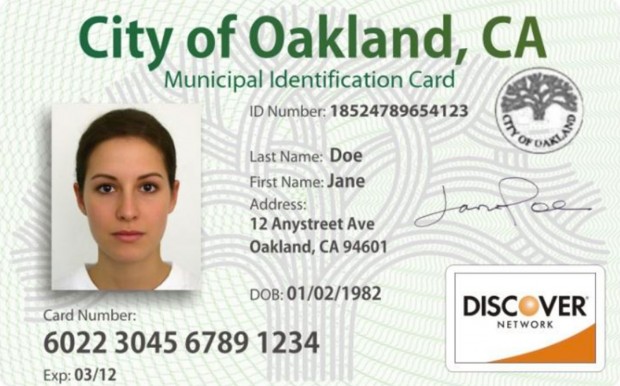 City of Oakland, CA
Municipal Identification Card
ID Number: 18524789654123
CITY OF OAKLAND
Last Name: Doe
First Name: Jane
Address:
12 Anystreet Ave
Oakland, CA 94601
Jane Doe
DOB: 01/02/1982
DISCOVER
NETWORK
Card Number:
6022 3045 6789 1234
Exp: 03/12